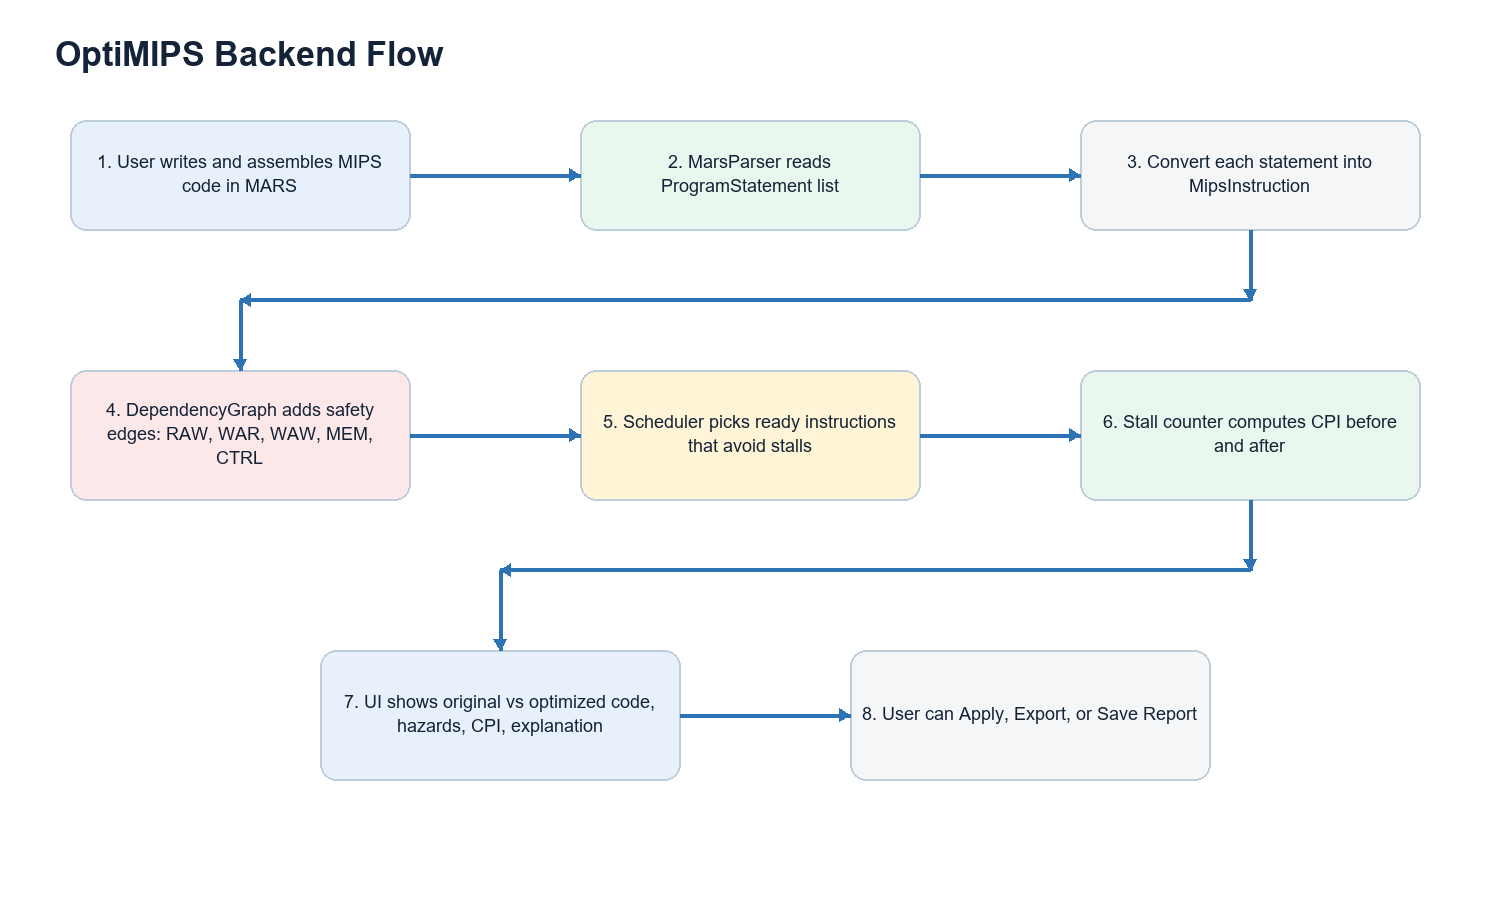 OptiMIPS Backend Flow
1. User writes and assembles MIPS
code in MARS
2. MarsParser reads
ProgramStatement list
3. Convert each statement into
MipsInstruction
4. DependencyGraph adds safety
edges: RAW, WAR, WAW, MEM,
CTRL
5. Scheduler picks ready instructions
that avoid stalls
6. Stall counter computes CPI before
and after
7. UI shows original vs optimized code,
hazards, CPI, explanation
8. User can Apply, Export, or Save Report